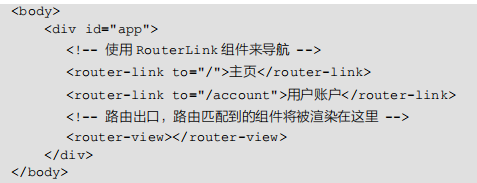 <body>
<div id="app">
<!-- 使用 RouterLink 组件来导航 -->
<router-link to="/">主页</router-link>
<router-link to="/account">用户账户</router-link>
<!-- 路由出口，路由匹配到的组件将被渲染在这里 -->
<router-view></router-view>
</div>
</body>